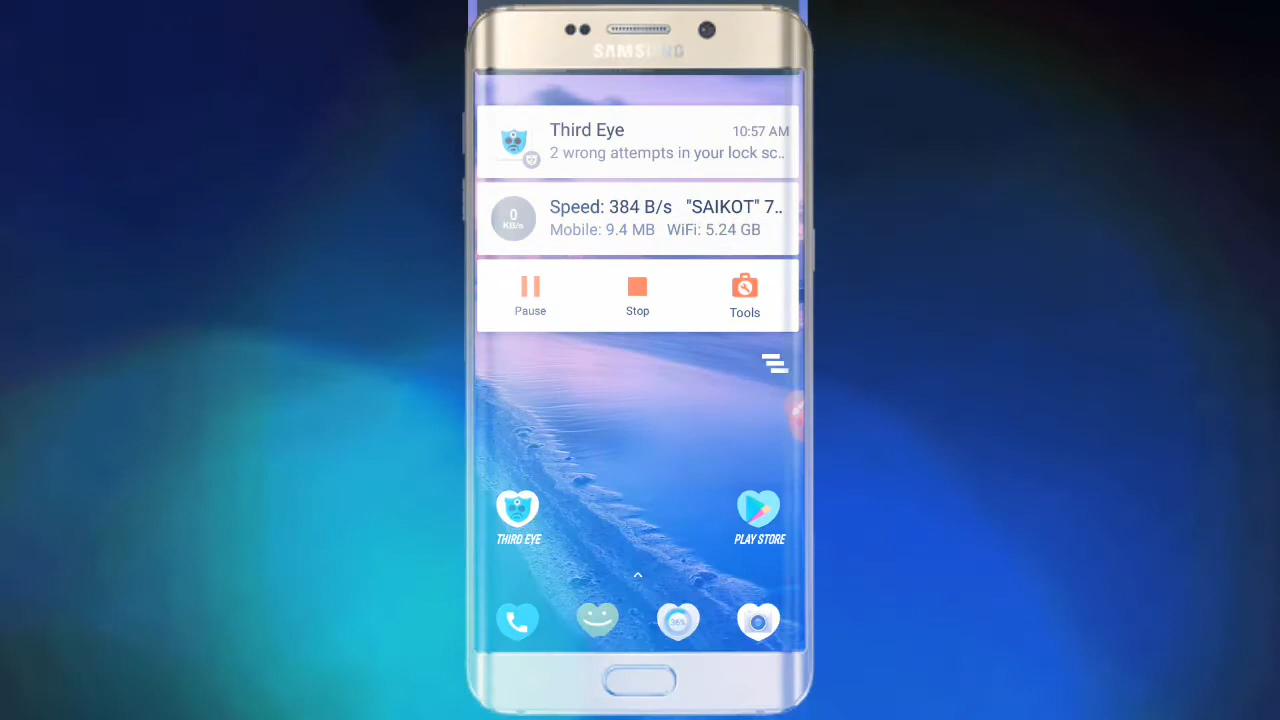 SAMSUNG
Third Eye
10:57 AM
2 wrong attempts in your lock sc..
0
KB/s
Speed: 384 B/s "SAIKOT" 7..
Mobile: 9.4 MB WiFi: 5.24 GB
Pause
Stop
Tools
THIRD EYE
PLAY STORE
36%